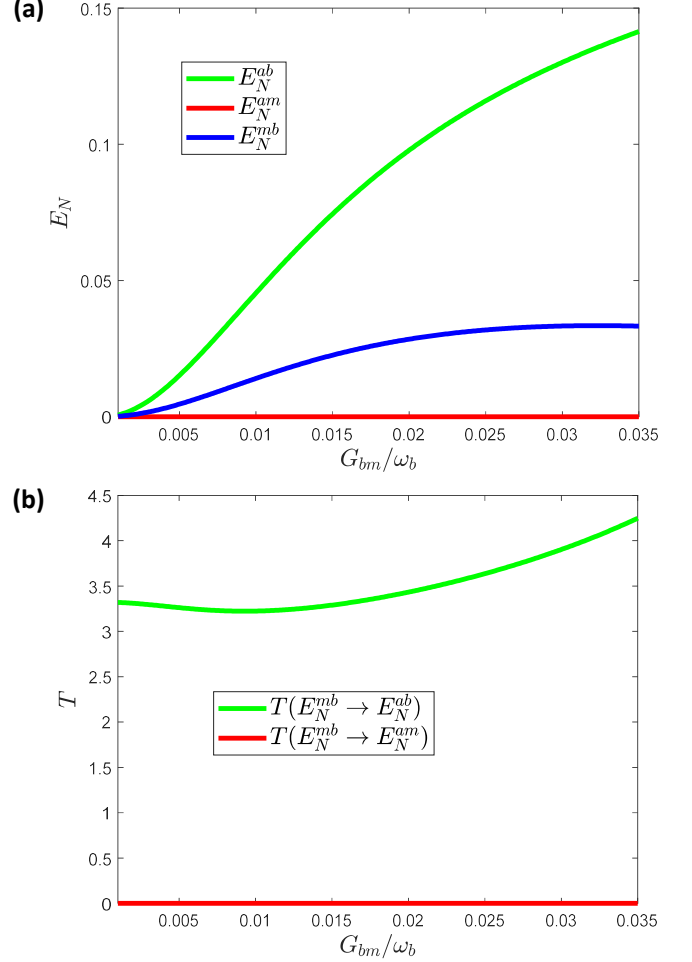 (a)
0.15
0.1
0.05
0
E_N
E_N^{ab}
E_N^{am}
E_N^{mb}
0.005 0.01 0.015 0.02 0.025 0.03 0.035
G_{bm}/ω_b
(b)
4.5
4
3.5
3
2.5
2
1.5
1
0.5
0
T
T(E_N^{mb} → E_N^{ab})
T(E_N^{mb} → E_N^{am})
0.005 0.01 0.015 0.02 0.025 0.03 0.035
G_{bm}/ω_b